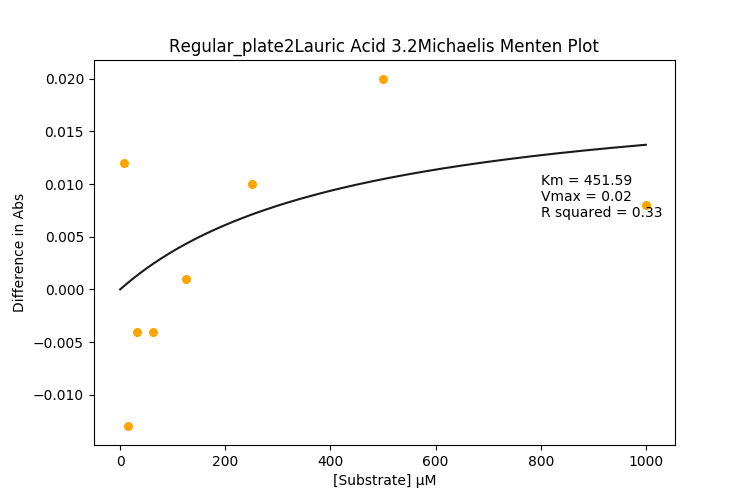 Regular_plate2Lauric Acid 3.2Michaelis Menten Plot
0.020
0.015
0.010
0.005
0.000
−0.005
−0.010
Difference in Abs
Km = 451.59
Vmax = 0.02
R squared = 0.33
0 200 400 600 800 1000
[Substrate] μM